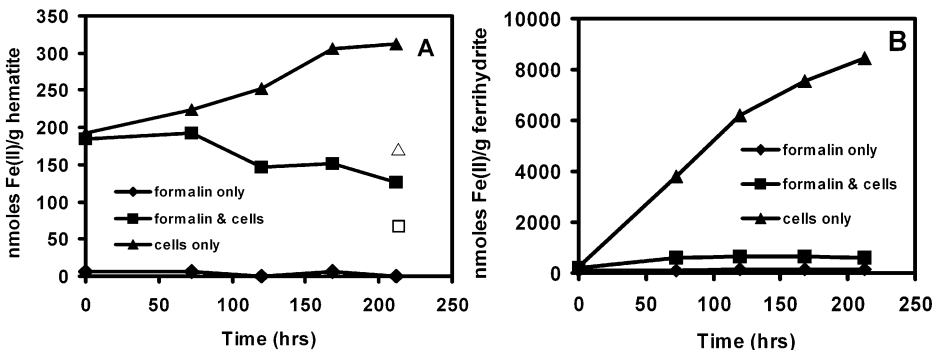 A
350
300
250
200
150
100
50
0
nmoles Fe(II)/g hematite
formalin only
formalin & cells
cells only
0 50 100 150 200 250
Time (hrs)
B
10000
8000
6000
4000
2000
0
nmoles Fe(II)/g ferrihydrite
formalin only
formalin & cells
cells only
0 50 100 150 200 250
Time (hrs)